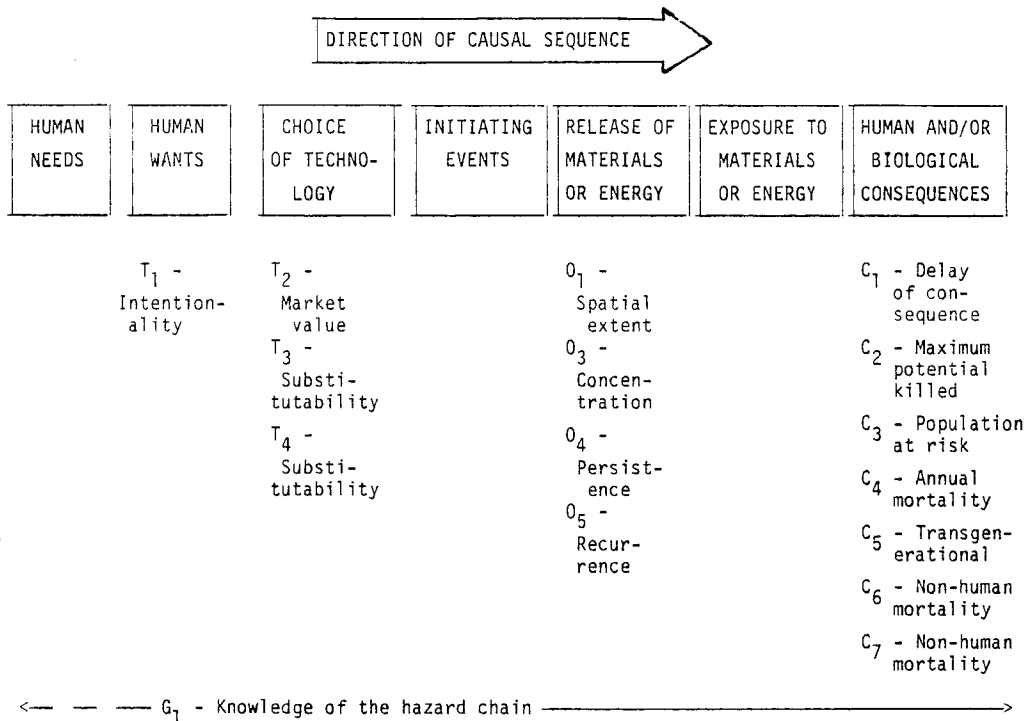 DIRECTION OF CAUSAL SEQUENCE
HUMAN
NEEDS
HUMAN
WANTS
CHOICE
OF TECHNO-
LOGY
INITIATING
EVENTS
RELEASE OF
MATERIALS
OR ENERGY
EXPOSURE TO
MATERIALS
OR ENERGY
HUMAN AND/OR
BIOLOGICAL
CONSEQUENCES
T1 -
Intention-
ality
T2 -
Market
value
T3 -
Substi-
tutability
T4 -
Substi-
tutability
O1 -
Spatial
extent
O3 -
Concen-
tration
O4 -
Persist-
ence
O5 -
Recur-
rence
C1 - Delay
of con-
sequence
C2 - Maximum
potential
killed
C3 - Population
at risk
C4 - Annual
mortality
C5 - Transgen-
erational
C6 - Non-human
mortality
C7 - Non-human
mortality
<— — — G1 - Knowledge of the hazard chain ———>